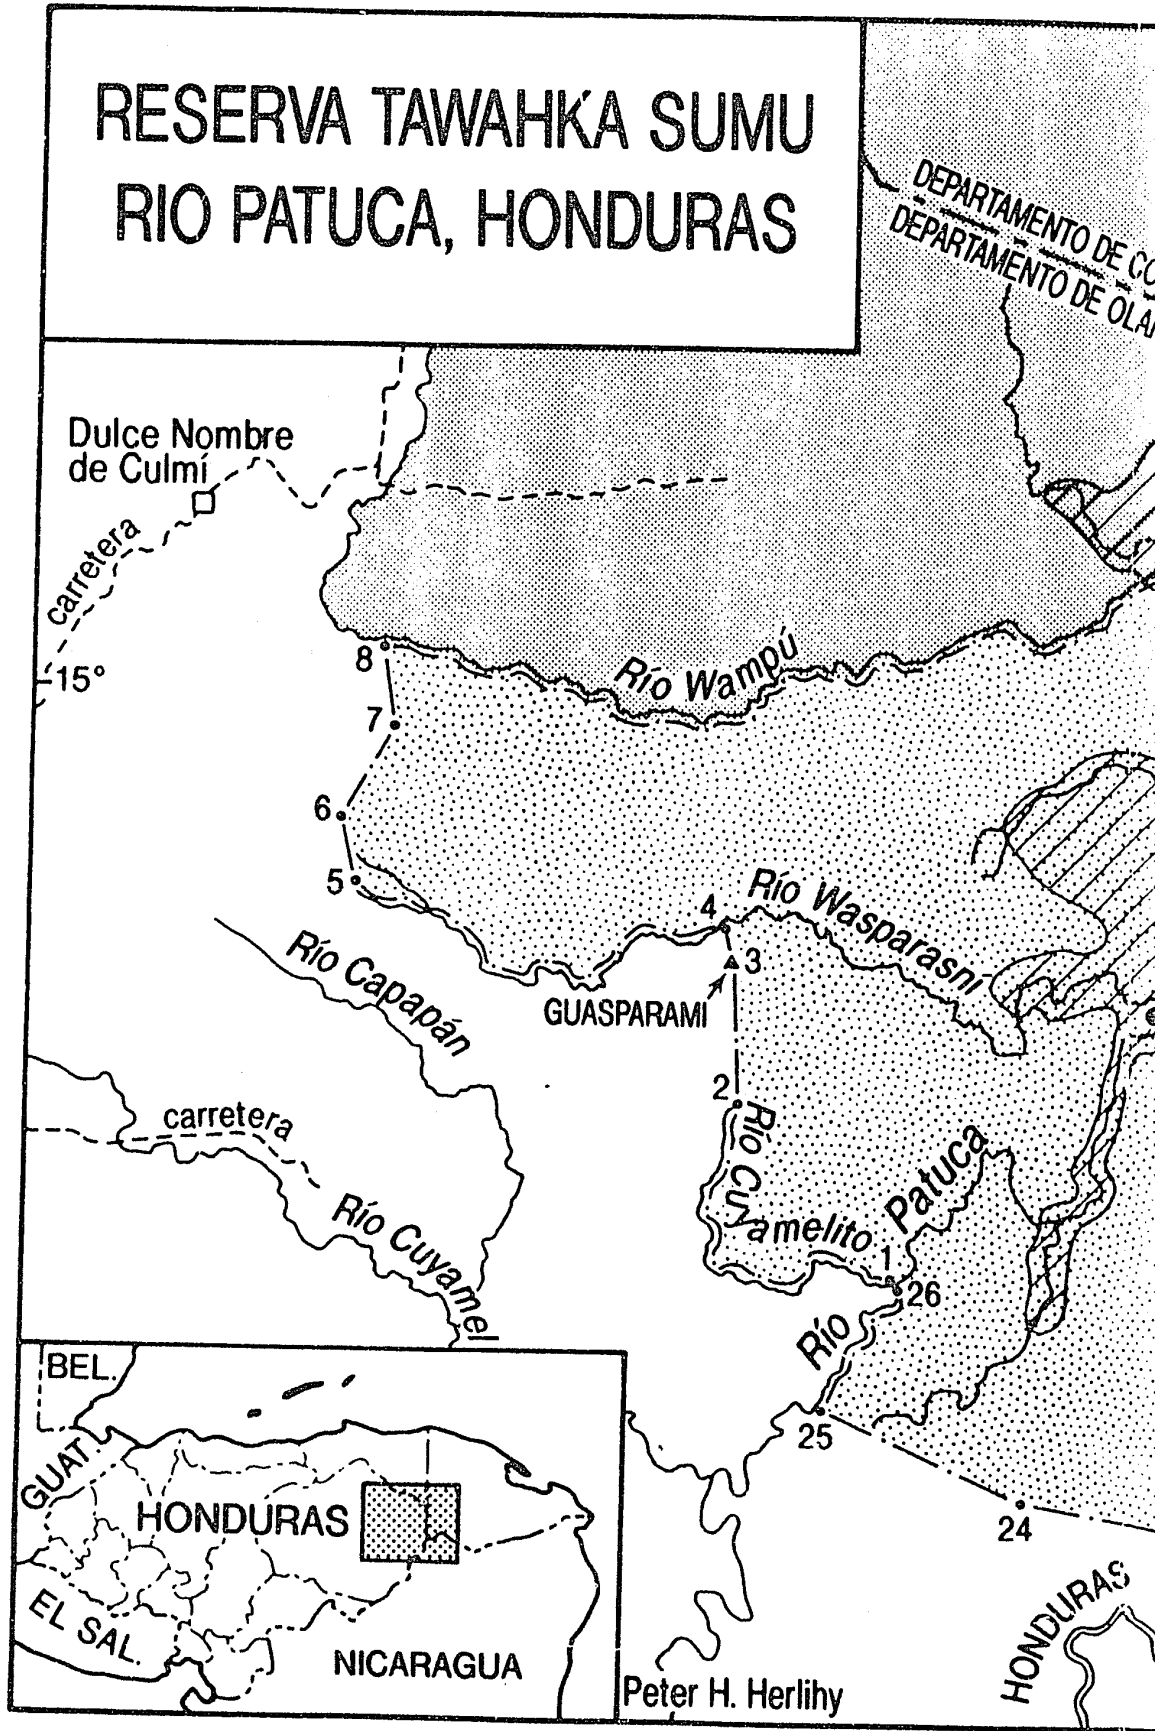 RESERVA TAWAHKA SUMU
RIO PATUCA, HONDURAS
DEPARTAMENTO DE CO
DEPARTAMENTO DE OLA
Dulce Nombre
de Culmí
carretera
15°
8
Río Wampú
7
6
5
4
Río Wasparasní
3
GUASPARAMI
Río Capapán
2
Río Cuyamelito
carretera
Patuca
Río Cuyamel
1
26
Río
25
24
BEL.
GUAT.
HONDURAS
EL SAL.
NICARAGUA
HONDURAS
Peter H. Herlihy